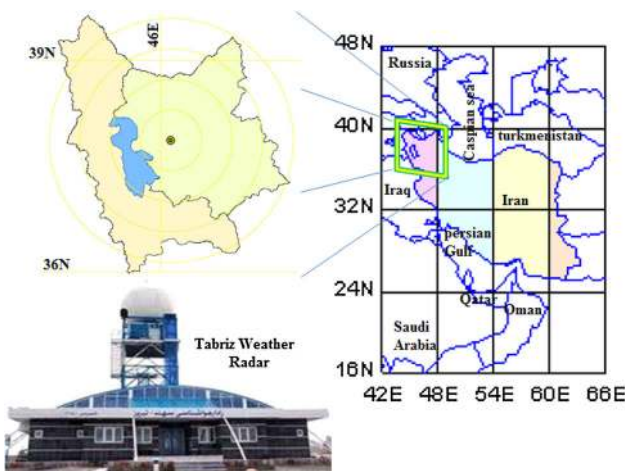 46E
39N
36N
Tabriz Weather
Radar
48N
40N
32N
24N
16N
42E 48E 54E 60E 66E
Russia
Caspian sea
turkmenistan
Iraq
Iran
persian
Gulf
Qatar
Oman
Saudi
Arabia